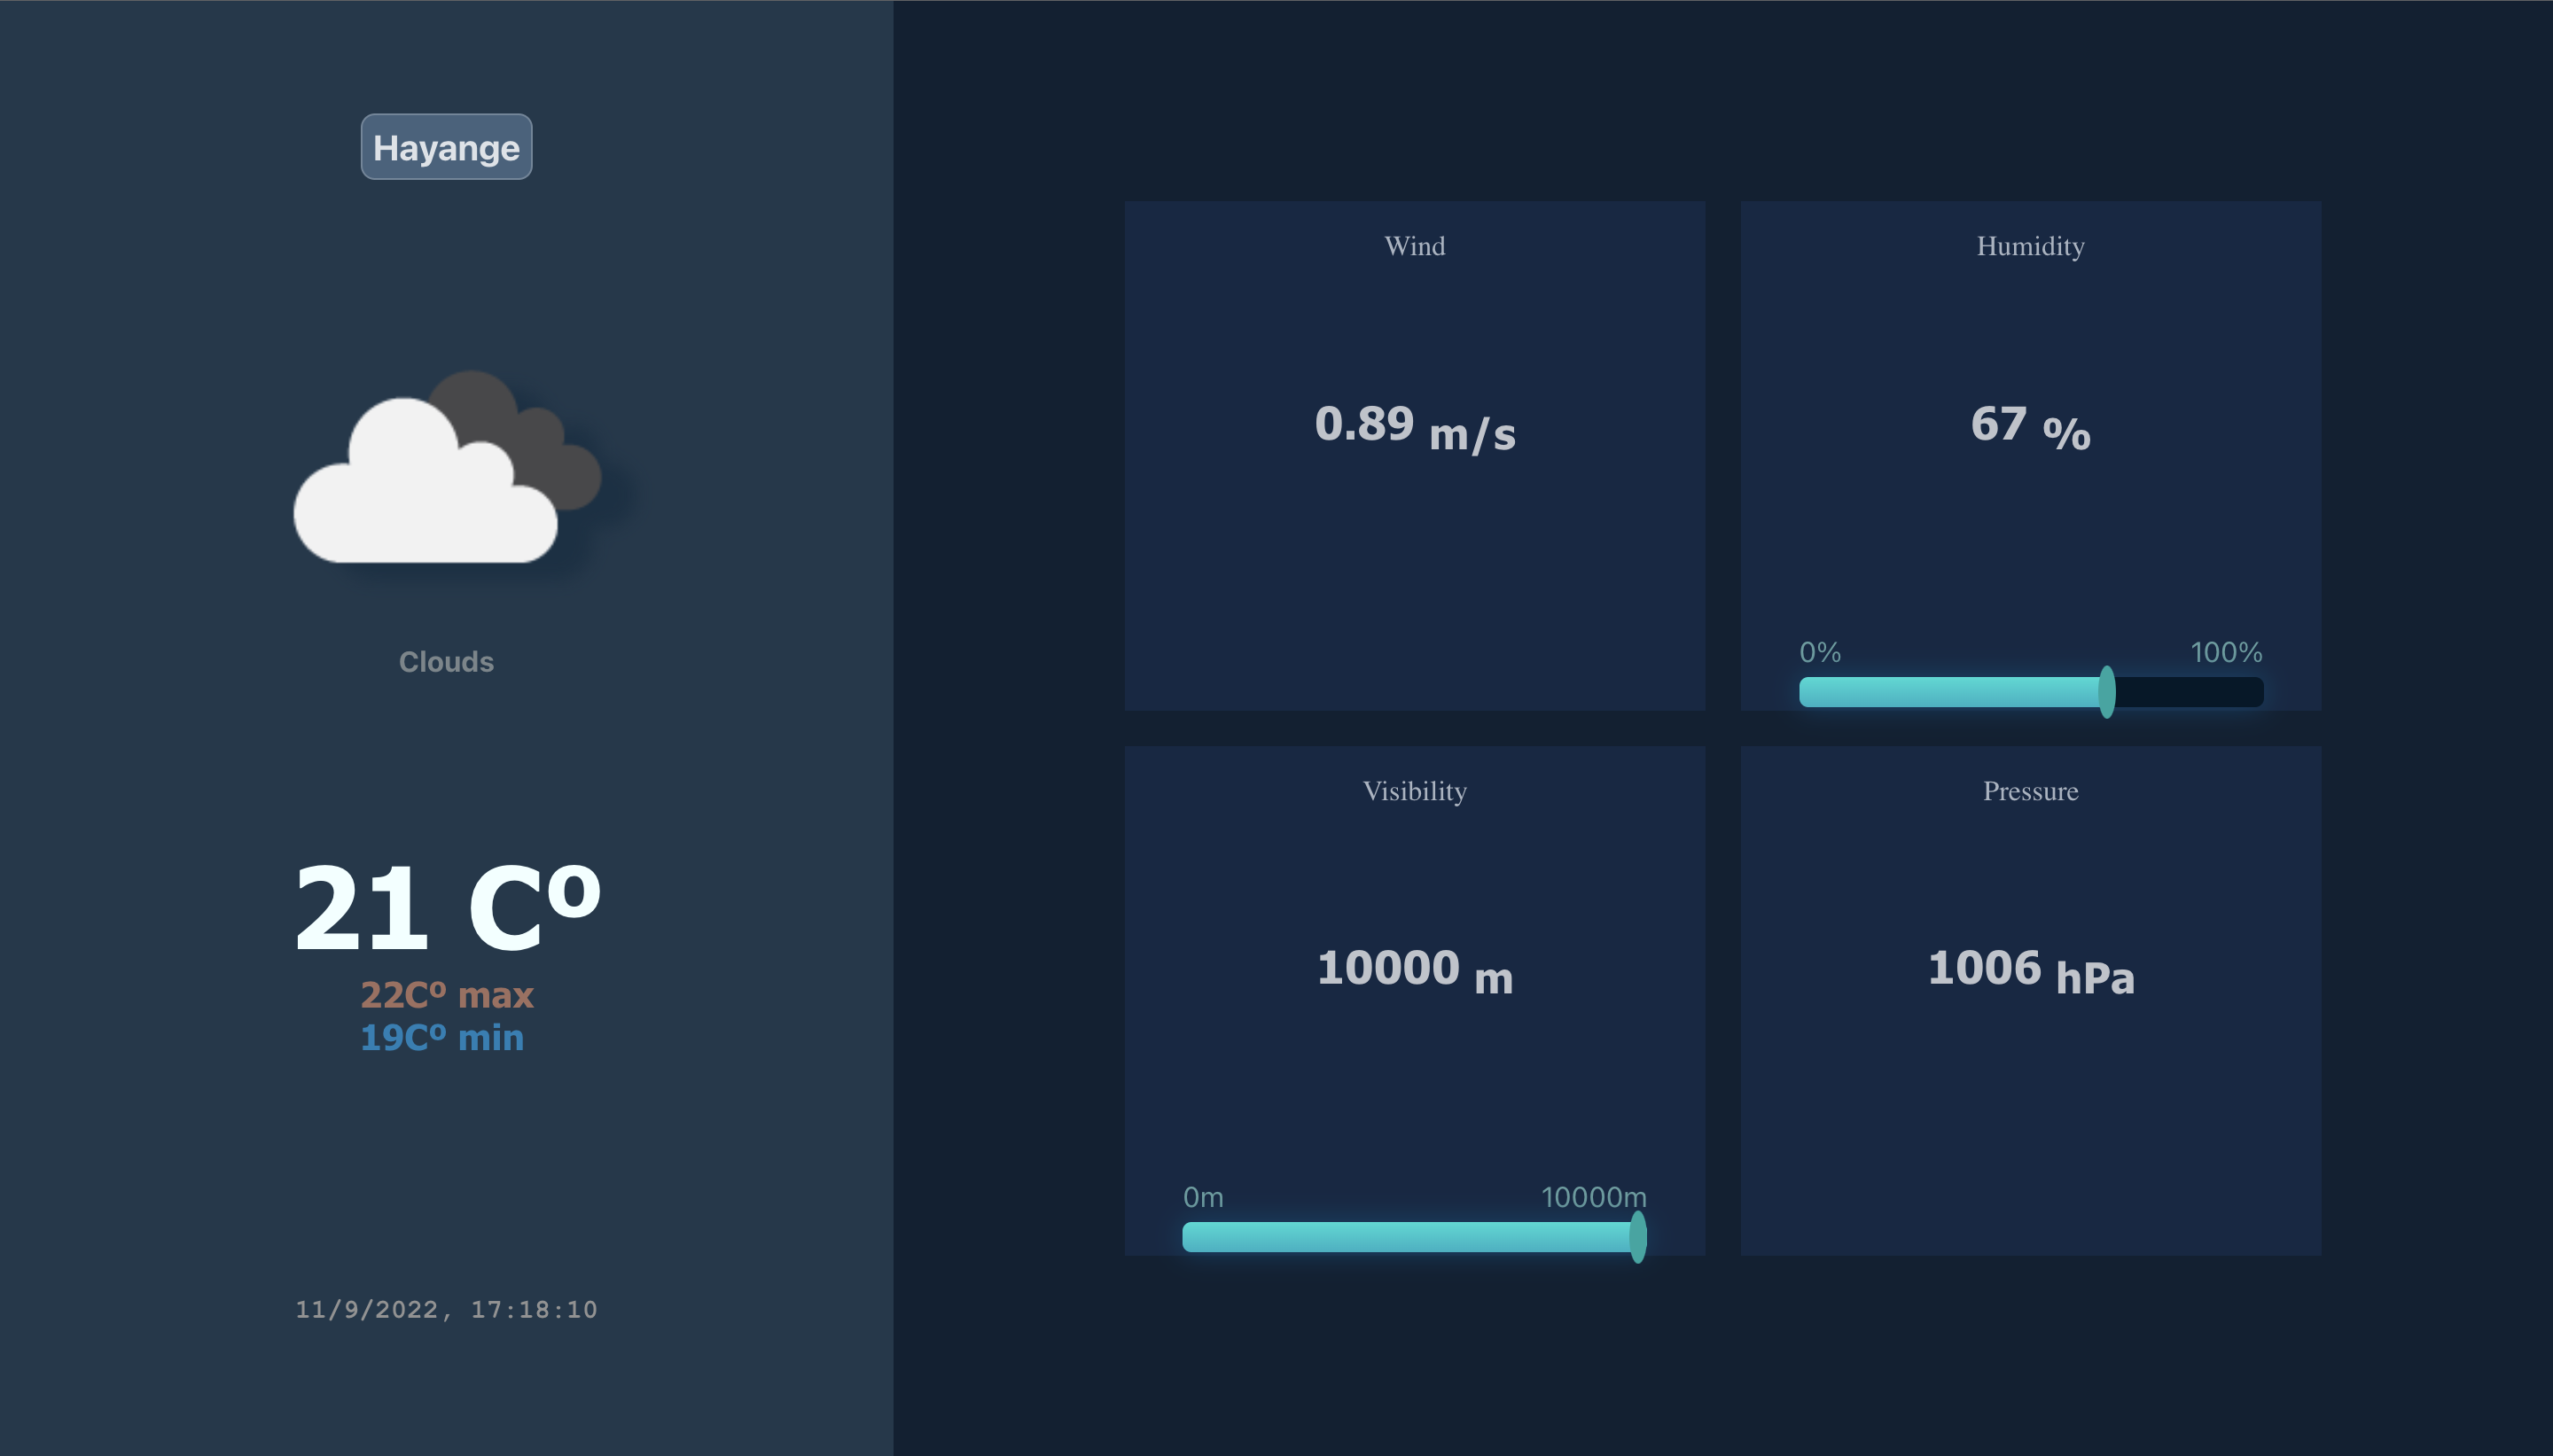 Hayange
Clouds
21 Cº
22Cº max
19Cº min
11/9/2022, 17:18:10
Wind
0.89 m/s
Humidity
67 %
0% 100%
Visibility
10000 m
0m 10000m
Pressure
1006 hPa